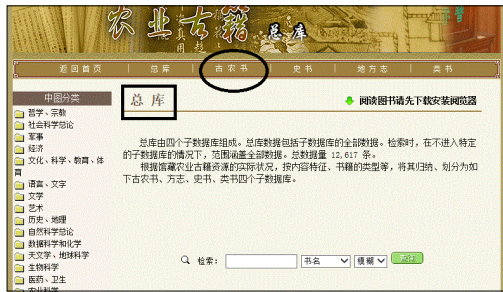 农业古籍总库
返回首页 | 总库 | 古农书 | 史书 | 地方志 | 类书
中图分类
哲学、宗教
社会科学总论
军事
经济
文化、科学、教育、体
育
语言、文字
文学
艺术
历史、地理
自然科学总论
数据科学和化学
天文学、地球科学
生物科学
医药、卫生
农业科学
总库
阅读图书请先下载安装阅览器
总库由四个子数据库组成。总库数据包括子数据库的全部数据。检索时，在不进入特定
的子数据库的情况下，范围涵盖全部数据。总数据量 12,617 条。
根据馆藏农业古籍资源的实际状况，按内容特征、书籍的类型等，将其归纳、划分为如
下古农书、方志、史书、类书四个子数据库。
检索： 书名 模糊